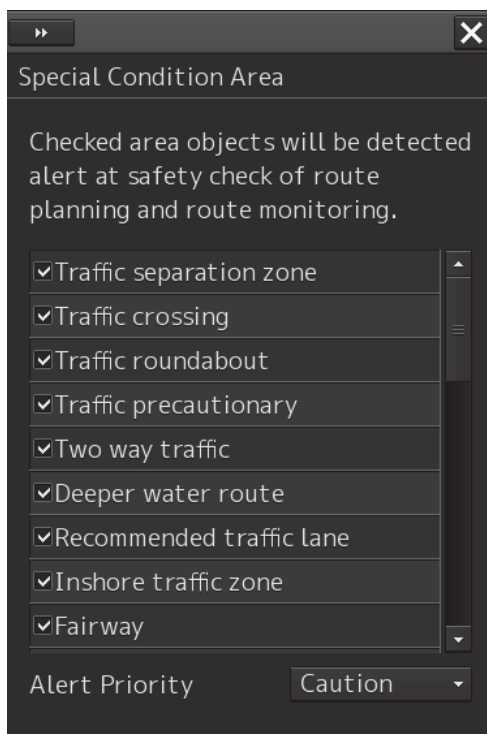 Special Condition Area
Checked area objects will be detected
alert at safety check of route
planning and route monitoring.
Traffic separation zone
Traffic crossing
Traffic roundabout
Traffic precautionary
Two way traffic
Deeper water route
Recommended traffic lane
Inshore traffic zone
Fairway
Alert Priority Caution